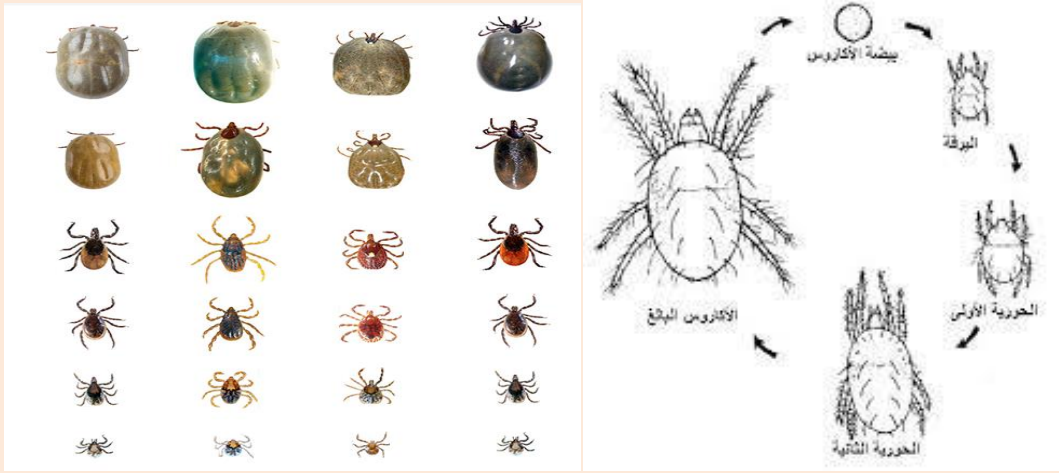 بيضة الأكاروس
اليرقة
الحورية الأولى
الحورية الثانية
الأكاروس البالغ